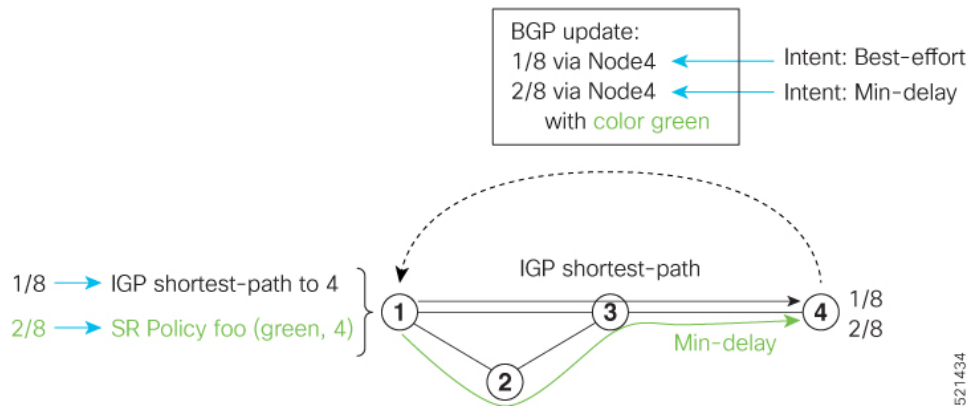 BGP update:
1/8 via Node4
Intent: Best-effort
2/8 via Node4
Intent: Min-delay
with color green
IGP shortest-path
1/8
IGP shortest-path to 4
2/8
SR Policy foo (green, 4)
1
3
4
1/8
2/8
Min-delay
2
521434